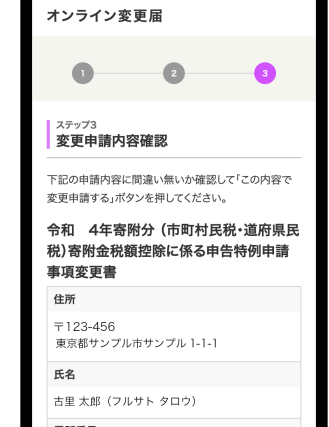 オンライン変更届
1 2 3
ステップ3
変更申請内容確認
下記の申請内容に間違い無いか確認して「この内容で
変更申請する」ボタンを押してください。
令和　4年寄附分（市町村民税・道府県民
税）寄附金税額控除に係る申告特例申請
事項変更書
住所
〒123-456
東京都サンプル市サンプル 1-1-1
氏名
古里 太郎（フルサト タロウ）